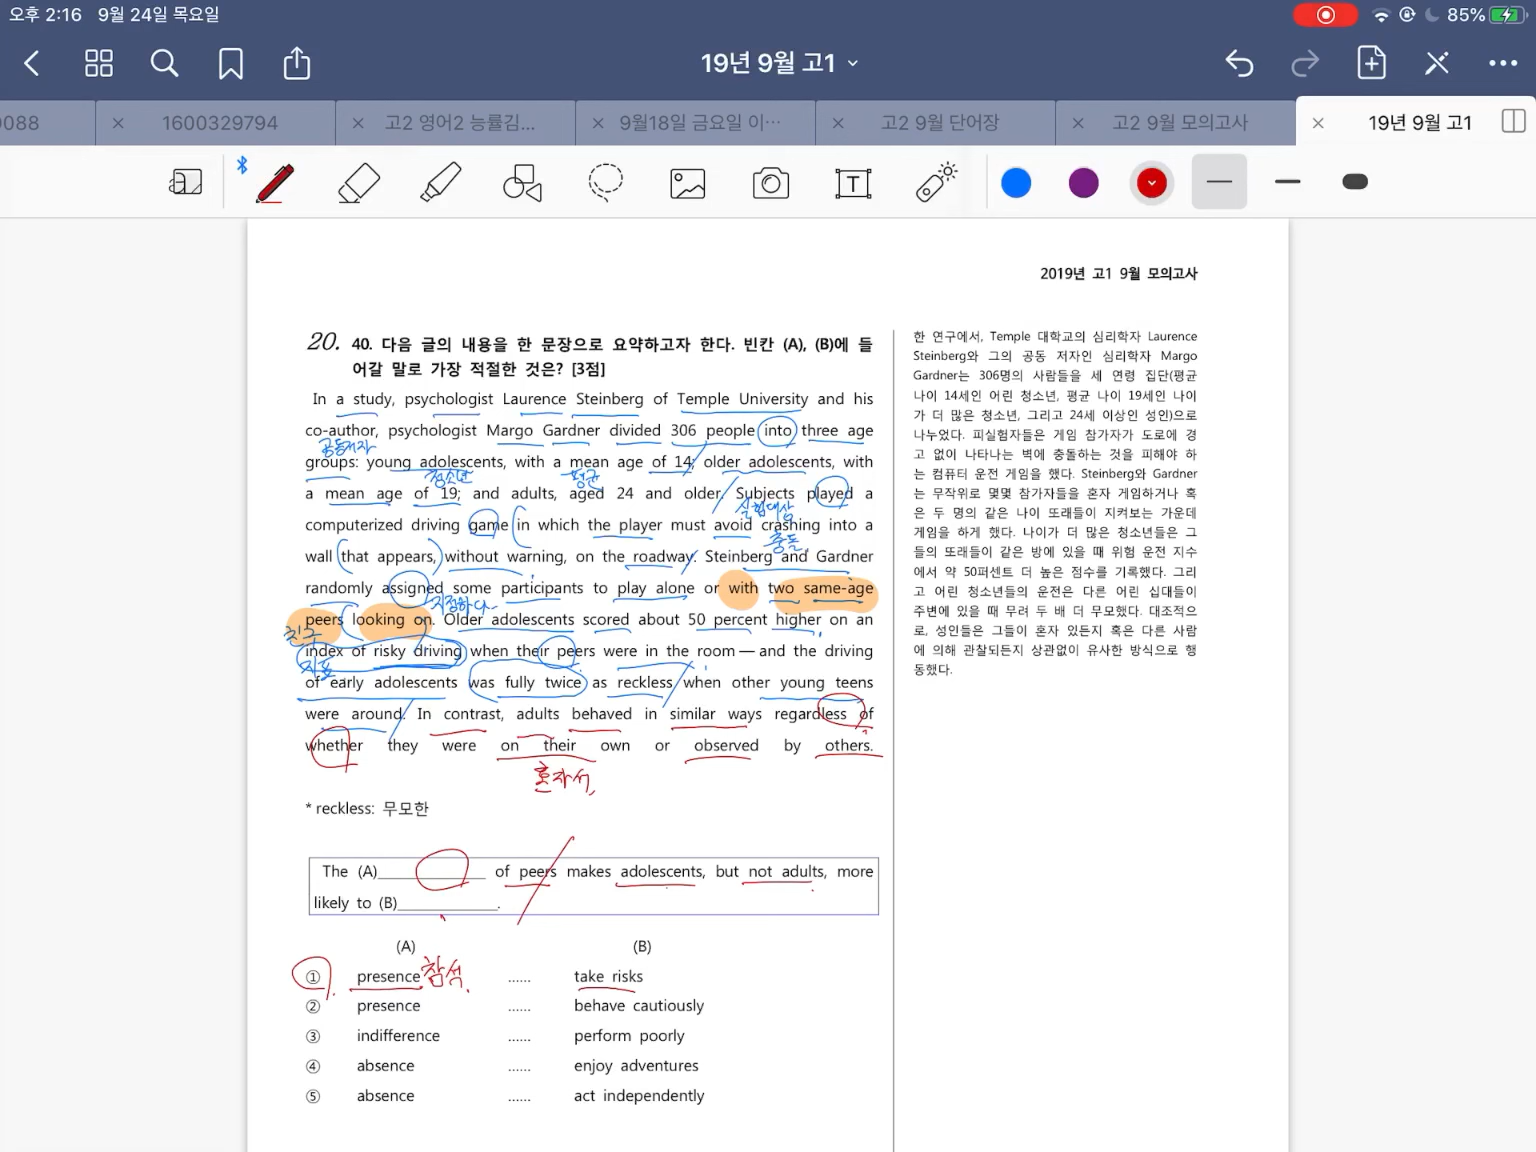 오후 2:16 9월 24일 목요일
85%
19년 9월 고1
0088
1600329794
고2 영어2 능률김...
9월18일 금요일 이...
고2 9월 단어장
고2 9월 모의고사
19년 9월 고1
2019년 고1 9월 모의고사
20. 40. 다음 글의 내용을 한 문장으로 요약하고자 한다. 빈칸 (A), (B)에 들
어갈 말로 가장 적절한 것은? [3점]
In a study, psychologist Laurence Steinberg of Temple University and his
co-author, psychologist Margo Gardner divided 306 people into three age
공동저자
groups: young adolescents, with a mean age of 14; older adolescents, with
청소년 평균
a mean age of 19; and adults, aged 24 and older. Subjects played a
실험대상
computerized driving game in which the player must avoid crashing into a
충돌
wall that appears, without warning, on the roadway. Steinberg and Gardner
randomly assigned some participants to play alone or with two same-age
지정하다
peers looking on. Older adolescents scored about 50 percent higher on an
친구
index of risky driving when their peers were in the room — and the driving
지표
of early adolescents was fully twice as reckless when other young teens
were around. In contrast, adults behaved in similar ways regardless of
whether they were on their own or observed by others.
혼자서,
* reckless: 무모한
The (A)__________ of peers makes adolescents, but not adults, more
likely to (B)__________.
(A) (B)
① presence 참석 ...... take risks
② presence ...... behave cautiously
③ indifference ...... perform poorly
④ absence ...... enjoy adventures
⑤ absence ...... act independently
한 연구에서, Temple 대학교의 심리학자 Laurence
Steinberg와 그의 공동 저자인 심리학자 Margo
Gardner는 306명의 사람들을 세 연령 집단(평균
나이 14세인 어린 청소년, 평균 나이 19세인 나이
가 더 많은 청소년, 그리고 24세 이상인 성인)으로
나누었다. 피실험자들은 게임 참가자가 도로에 경
고 없이 나타나는 벽에 충돌하는 것을 피해야 하
는 컴퓨터 운전 게임을 했다. Steinberg와 Gardner
는 무작위로 몇몇 참가자들을 혼자 게임하거나 혹
은 두 명의 같은 나이 또래들이 지켜보는 가운데
게임을 하게 했다. 나이가 더 많은 청소년들은 그
들의 또래들이 같은 방에 있을 때 위험 운전 지수
에서 약 50퍼센트 더 높은 점수를 기록했다. 그리
고 어린 청소년들의 운전은 다른 어린 십대들이
주변에 있을 때 무려 두 배 더 무모했다. 대조적으
로, 성인들은 그들이 혼자 있든지 혹은 다른 사람
에 의해 관찰되든지 상관없이 유사한 방식으로 행
동했다.